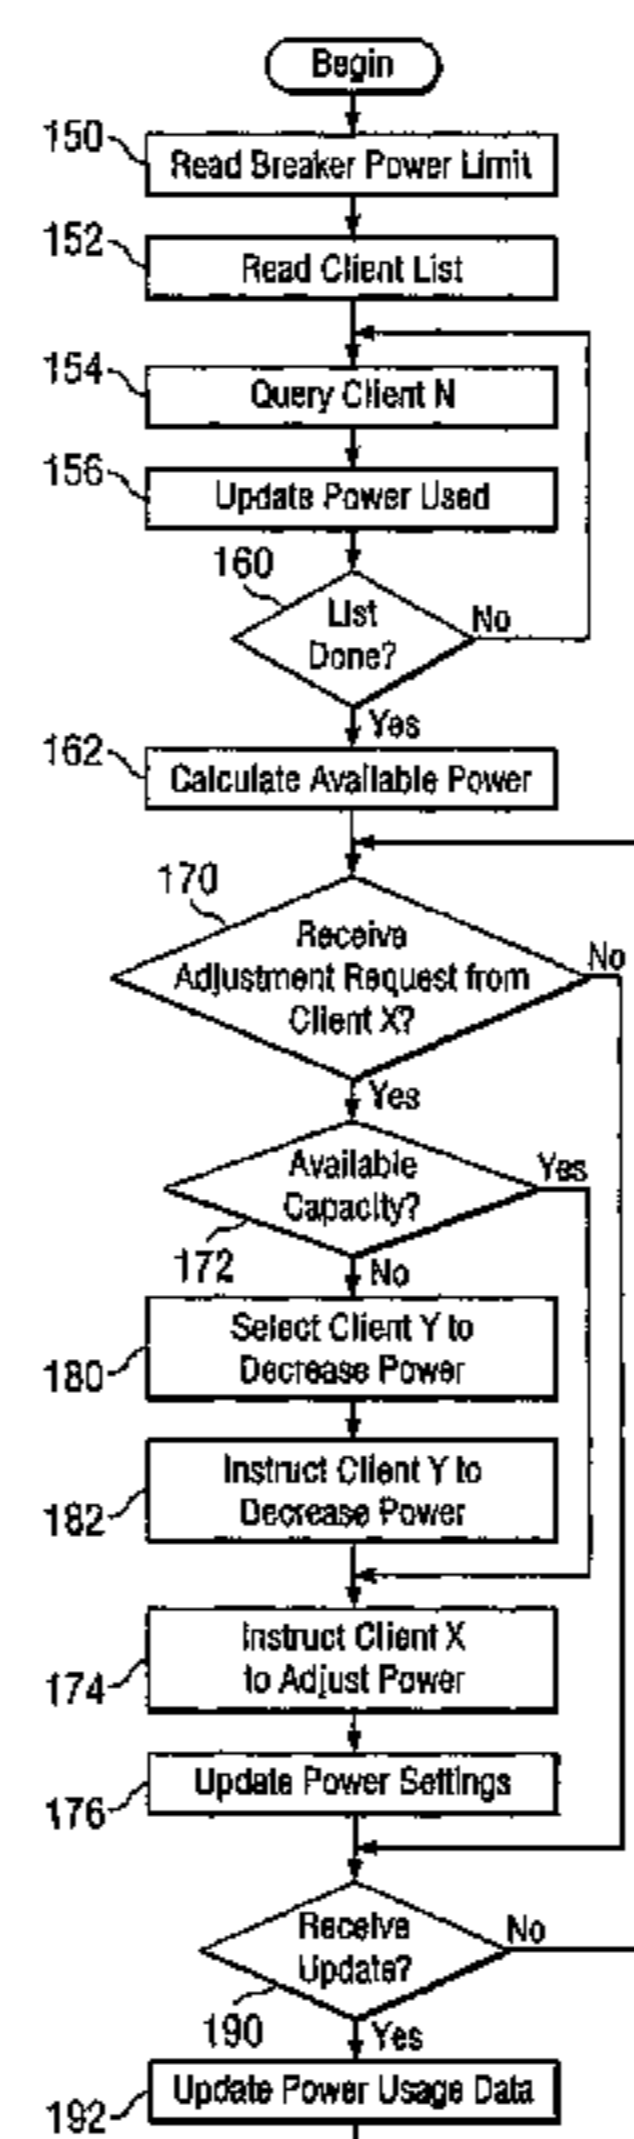 Begin
150
Read Breaker Power Limit
152
Read Client List
154
Query Client N
156
Update Power Used
160
List
Done?
No
Yes
162
Calculate Available Power
170
Receive
Adjustment Request from
Client X?
No
Yes
Available
Capacity?
Yes
172
No
Select Client Y to
Decrease Power
180
Instruct Client Y to
Decrease Power
182
Instruct Client X
to Adjust Power
174
Update Power Settings
176
Receive
Update?
No
190
Yes
Update Power Usage Data
192